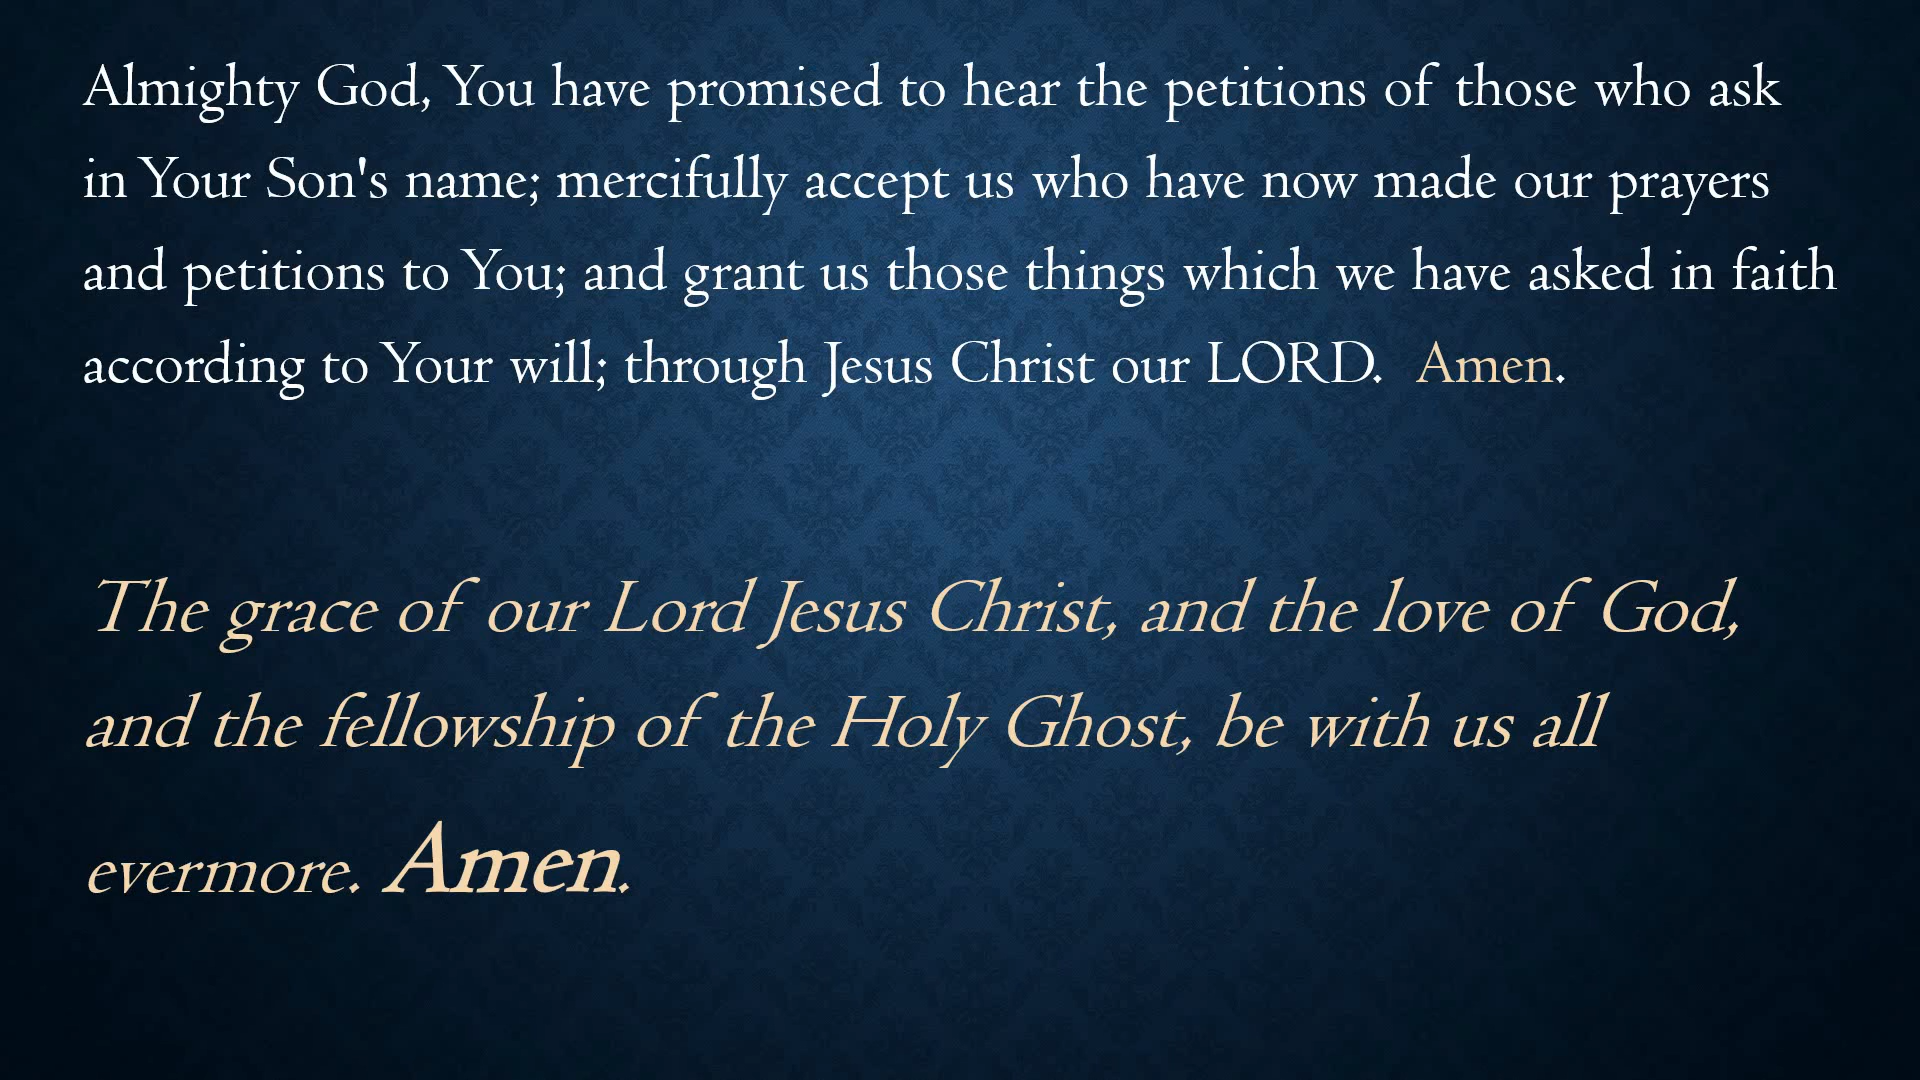 Almighty God, You have promised to hear the petitions of those who ask
in Your Son's name; mercifully accept us who have now made our prayers
and petitions to You; and grant us those things which we have asked in faith
according to Your will; through Jesus Christ our LORD. Amen.
The grace of our Lord Jesus Christ, and the love of God,
and the fellowship of the Holy Ghost, be with us all
evermore. Amen.